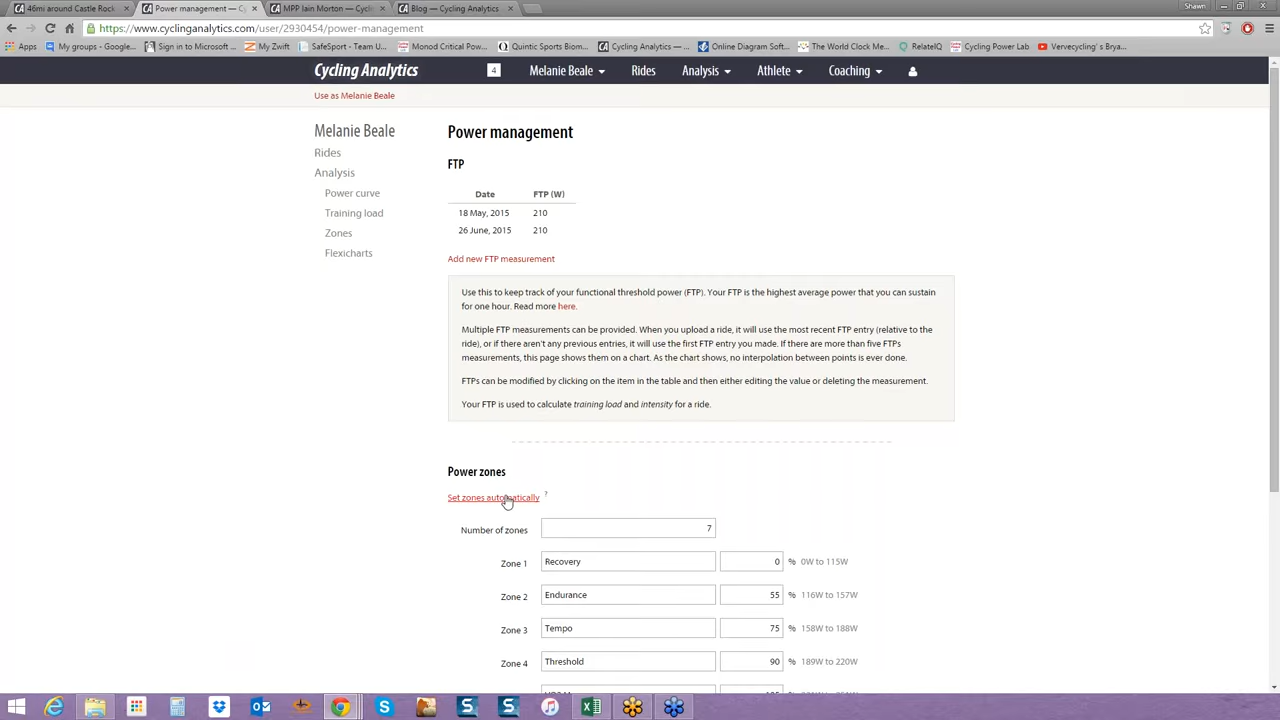 46mi around Castle Rock
Power management — Cy
MPP Iain Morton — Cyclin
Blog — Cycling Analytics
Shawn
https://www.cyclinganalytics.com/user/2930454/power-management
Apps
My groups - Google...
Sign in to Microsoft ...
My Zwift
SafeSport - Team U...
Monod Critical Pow...
Quintic Sports Biom...
Cycling Analytics — ...
Online Diagram Soft...
The World Clock Me...
RelateIQ
Cycling Power Lab
Vervecycling's Brya...
Cycling Analytics
4
Melanie Beale
Rides
Analysis
Athlete
Coaching
Use as Melanie Beale
Melanie Beale
Rides
Analysis
Power curve
Training load
Zones
Flexicharts
Power management
FTP
Date FTP (W)
18 May, 2015 210
26 June, 2015 210
Add new FTP measurement
Use this to keep track of your functional threshold power (FTP). Your FTP is the highest average power that you can sustain
for one hour. Read more here.
Multiple FTP measurements can be provided. When you upload a ride, it will use the most recent FTP entry (relative to the
ride), or if there aren't any previous entries, it will use the first FTP entry you made. If there are more than five FTPs
measurements, this page shows them on a chart. As the chart shows, no interpolation between points is ever done.
FTPs can be modified by clicking on the item in the table and then either editing the value or deleting the measurement.
Your FTP is used to calculate training load and intensity for a ride.
Power zones
Set zones automatically ?
Number of zones 7
Zone 1 Recovery 0 % 0W to 115W
Zone 2 Endurance 55 % 116W to 157W
Zone 3 Tempo 75 % 158W to 188W
Zone 4 Threshold 90 % 189W to 220W